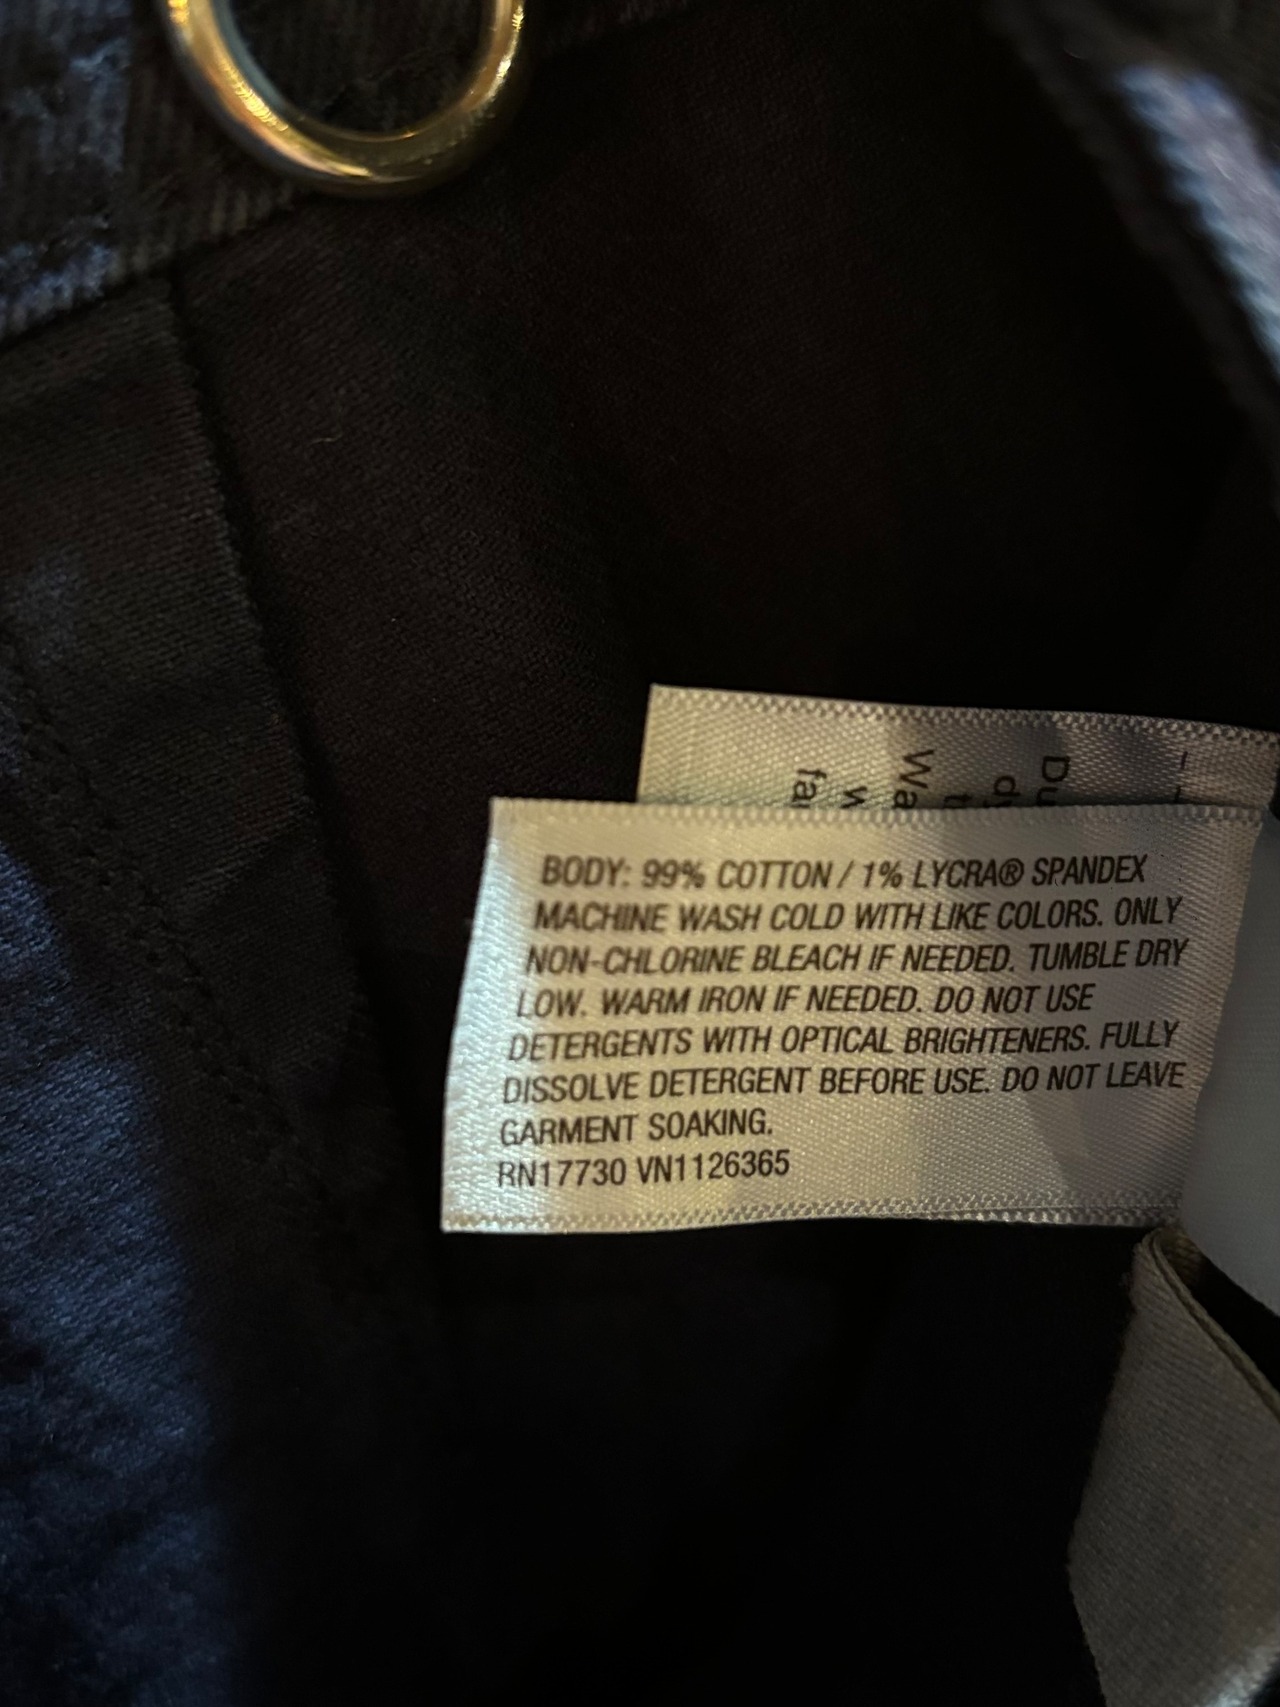 BODY: 99% COTTON / 1% LYCRA® SPANDEX
MACHINE WASH COLD WITH LIKE COLORS. ONLY
NON-CHLORINE BLEACH IF NEEDED. TUMBLE DRY
LOW. WARM IRON IF NEEDED. DO NOT USE
DETERGENTS WITH OPTICAL BRIGHTENERS. FULLY
DISSOLVE DETERGENT BEFORE USE. DO NOT LEAVE
GARMENT SOAKING.
RN17730 VN1126365